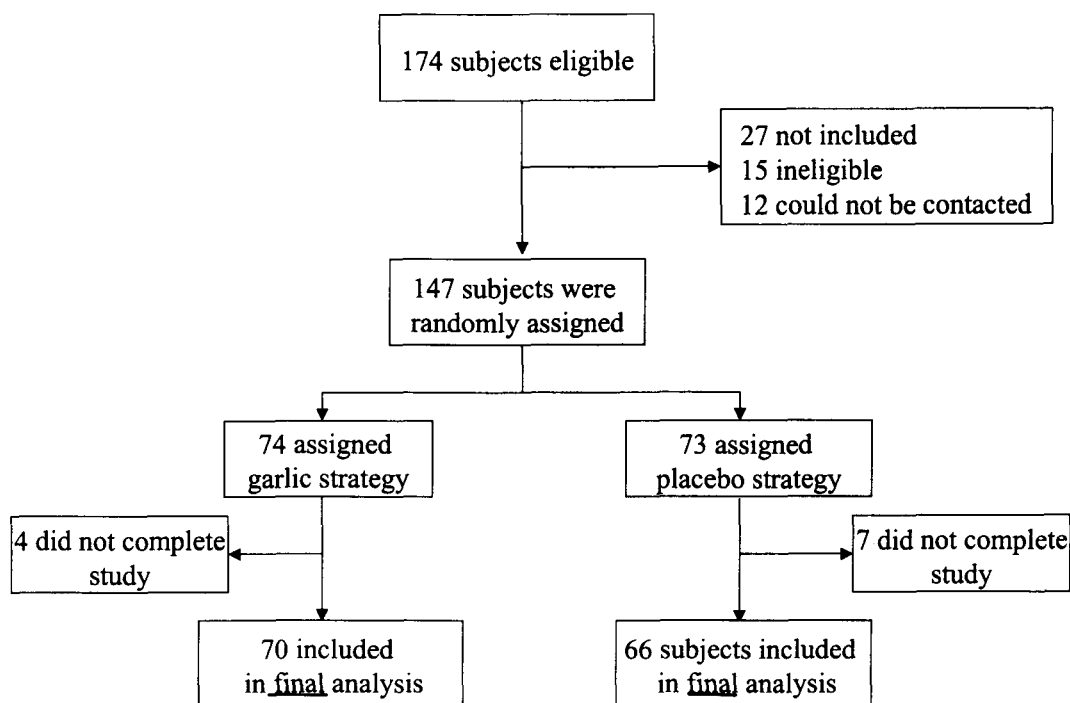 174 subjects eligible
27 not included
15 ineligible
12 could not be contacted
147 subjects were
randomly assigned
74 assigned
garlic strategy
73 assigned
placebo strategy
4 did not complete
study
7 did not complete
study
70 included
in final analysis
66 subjects included
in final analysis